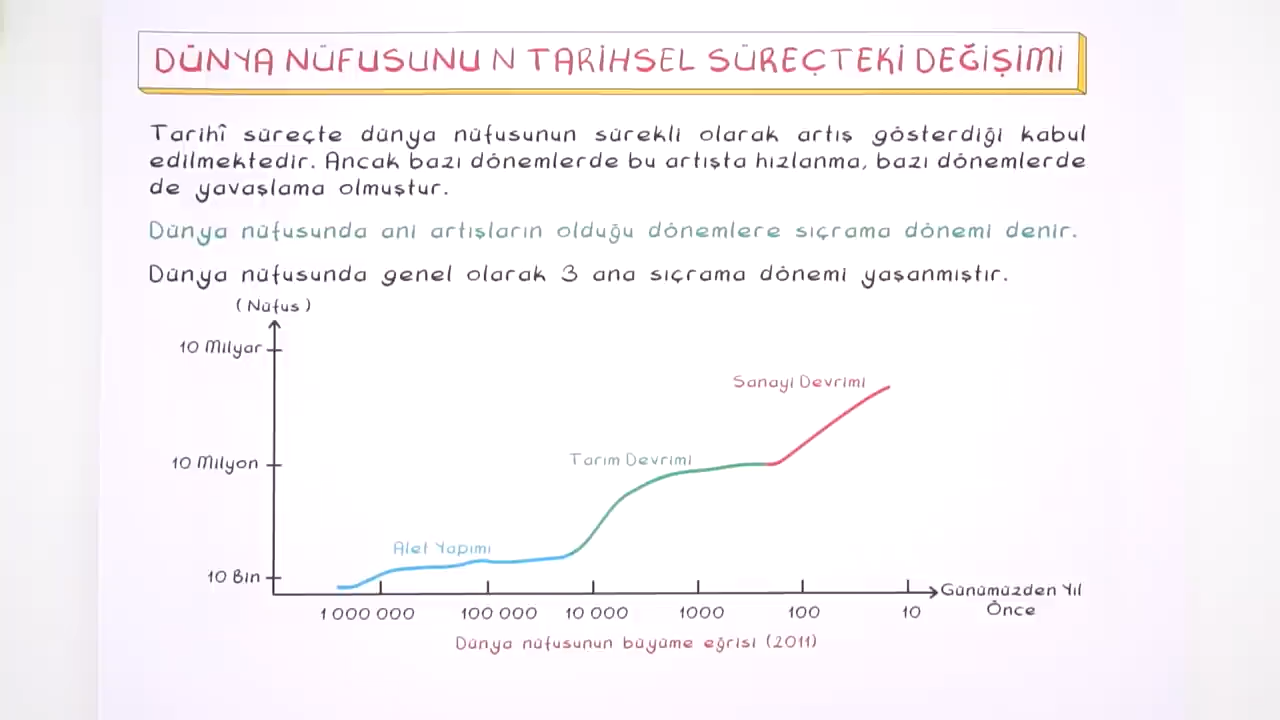 DÜNYA NÜFUSUNUN TARİHSEL SÜREÇTEKİ DEĞİŞİMİ
Tarihî süreçte dünya nüfusunun sürekli olarak artış gösterdiği kabul
edilmektedir. Ancak bazı dönemlerde bu artışta hızlanma, bazı dönemlerde
de yavaşlama olmuştur.
Dünya nüfusunda ani artışların olduğu dönemlere sıçrama dönemi denir.
Dünya nüfusunda genel olarak 3 ana sıçrama dönemi yaşanmıştır.
(Nüfus)
10 Milyar
Sanayi Devrimi
10 Milyon
Tarım Devrimi
Alet Yapımı
10 Bin
Günümüzden Yıl
Önce
1 000 000 100 000 10 000 1000 100 10
Dünya nüfusunun büyüme eğrisi (2011)